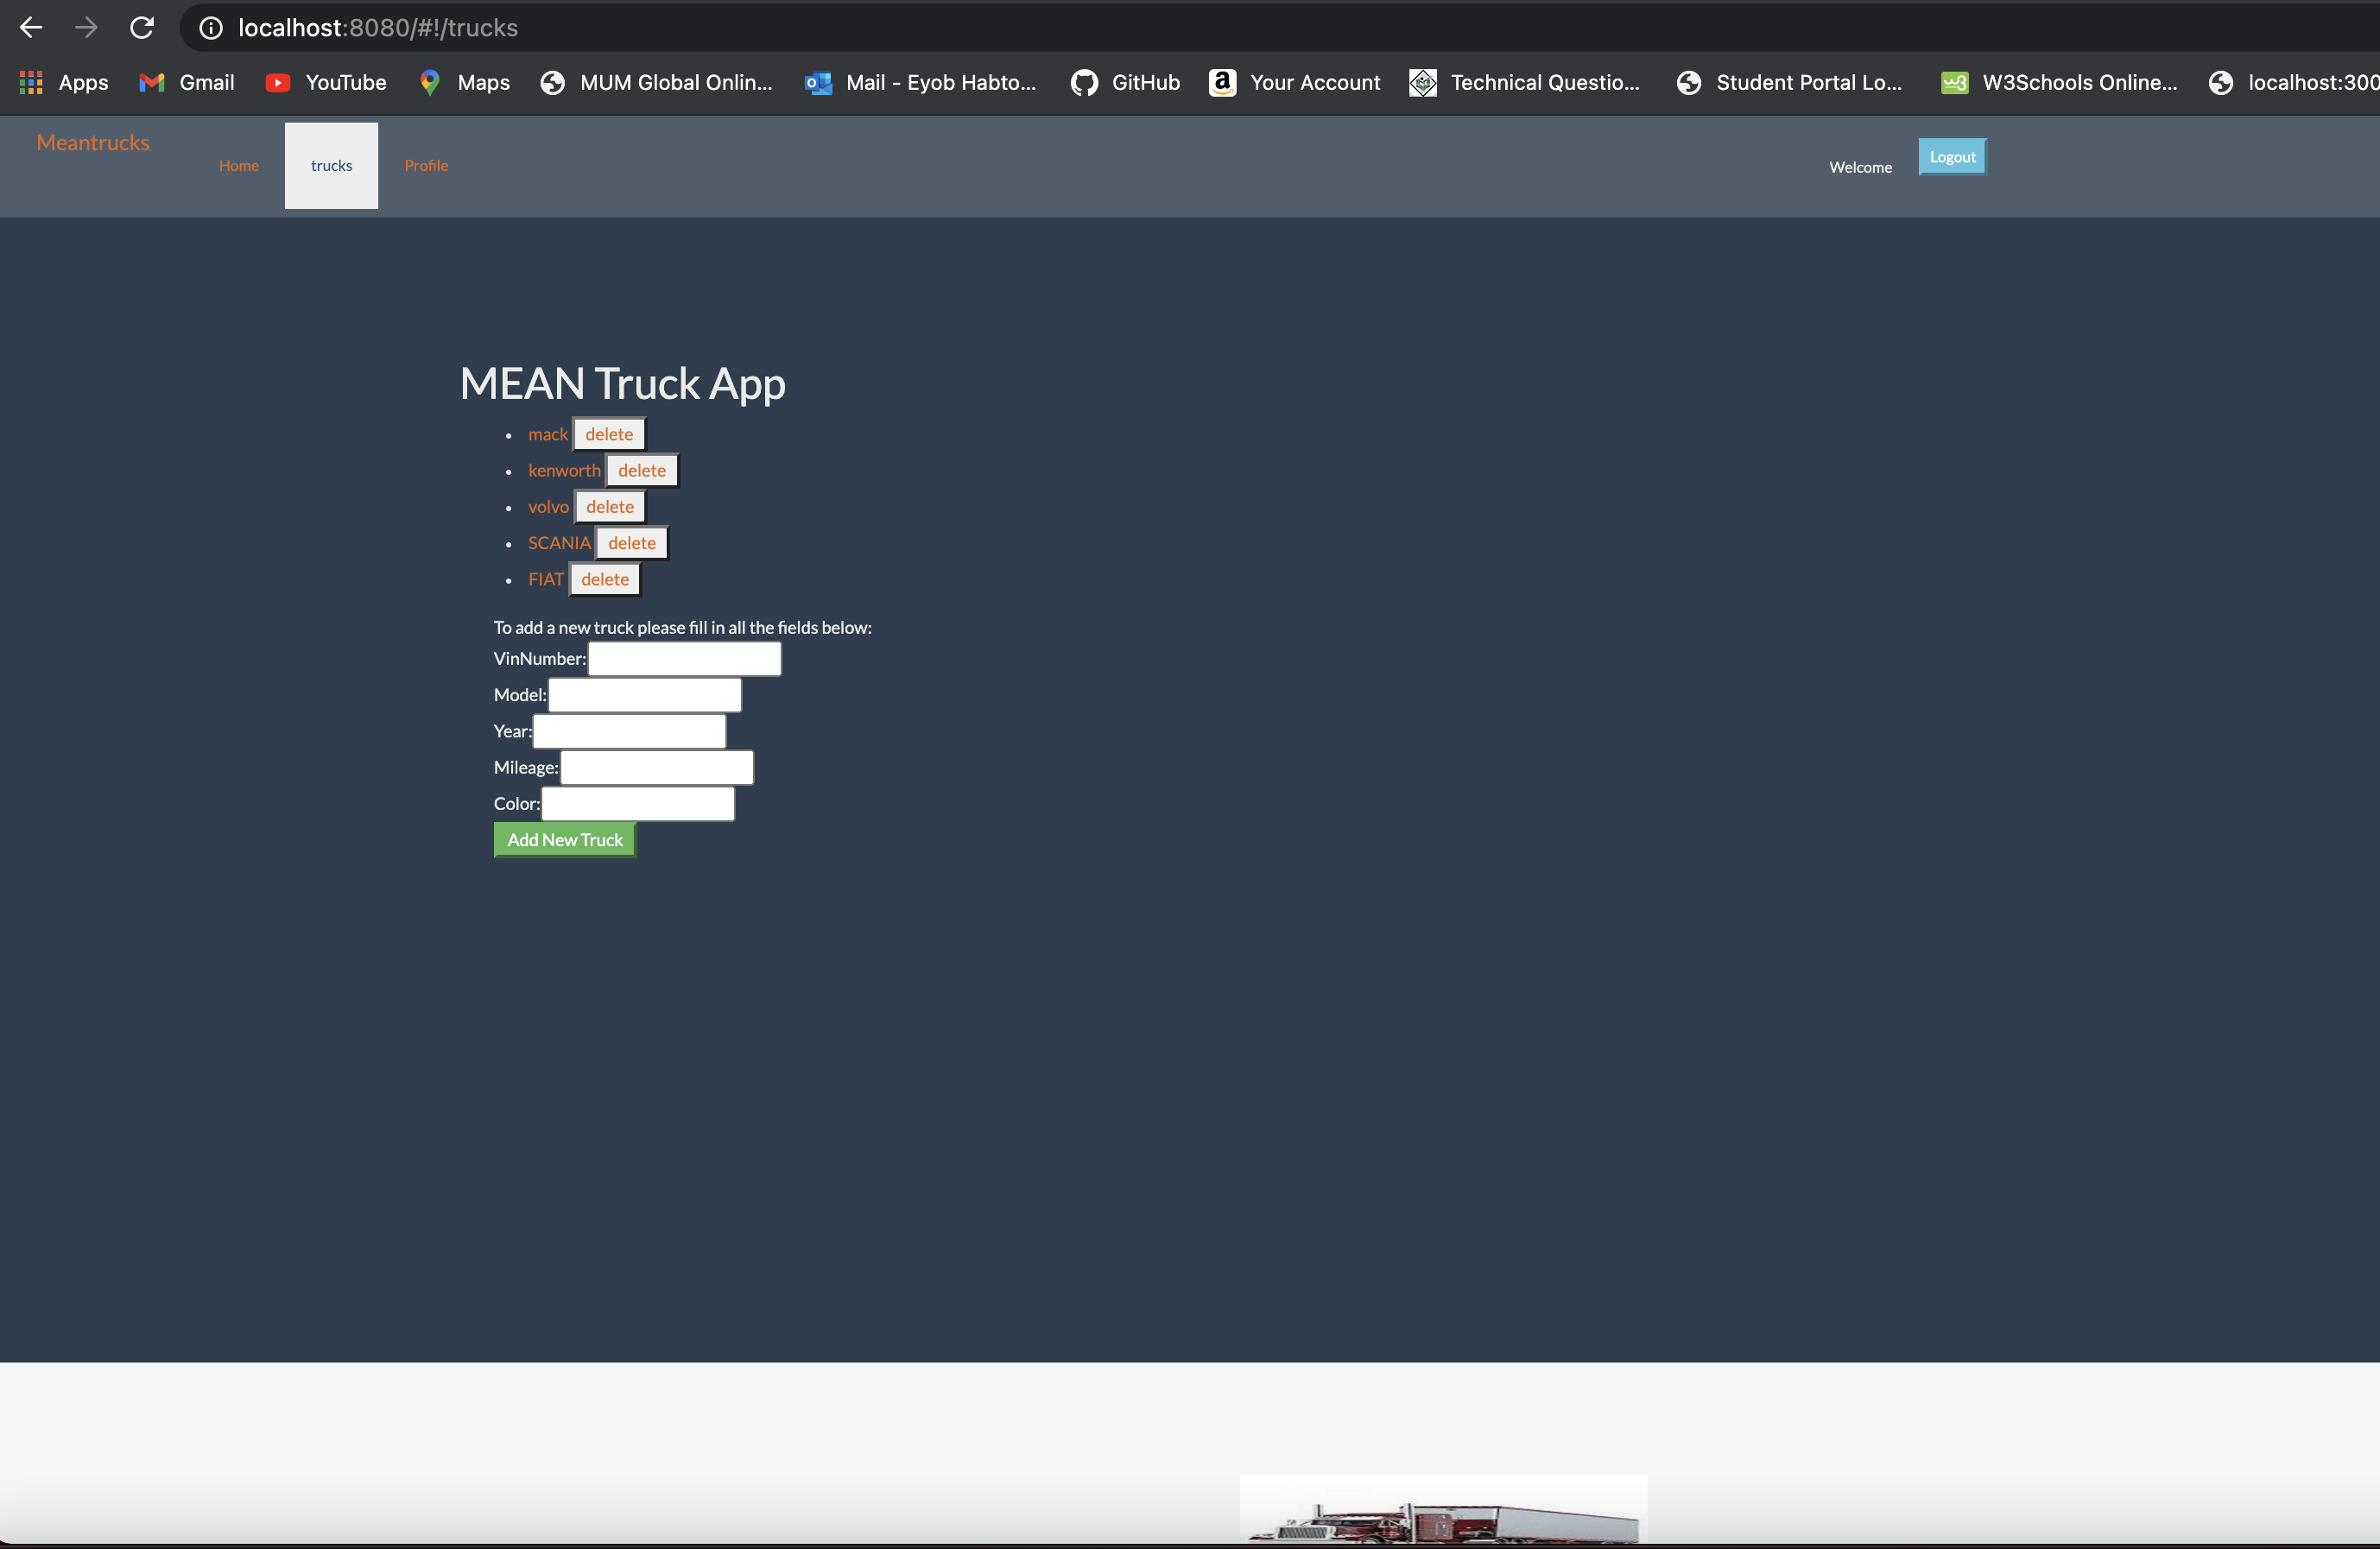 localhost:8080/#!/trucks
Apps Gmail YouTube Maps MUM Global Onlin... Mail - Eyob Habto... GitHub Your Account Technical Questio... Student Portal Lo... W3Schools Online... localhost:300
Meantrucks Home trucks Profile Welcome Logout
MEAN Truck App
mack delete
kenworth delete
volvo delete
SCANIA delete
FIAT delete
To add a new truck please fill in all the fields below:
VinNumber:
Model:
Year:
Mileage:
Color:
Add New Truck